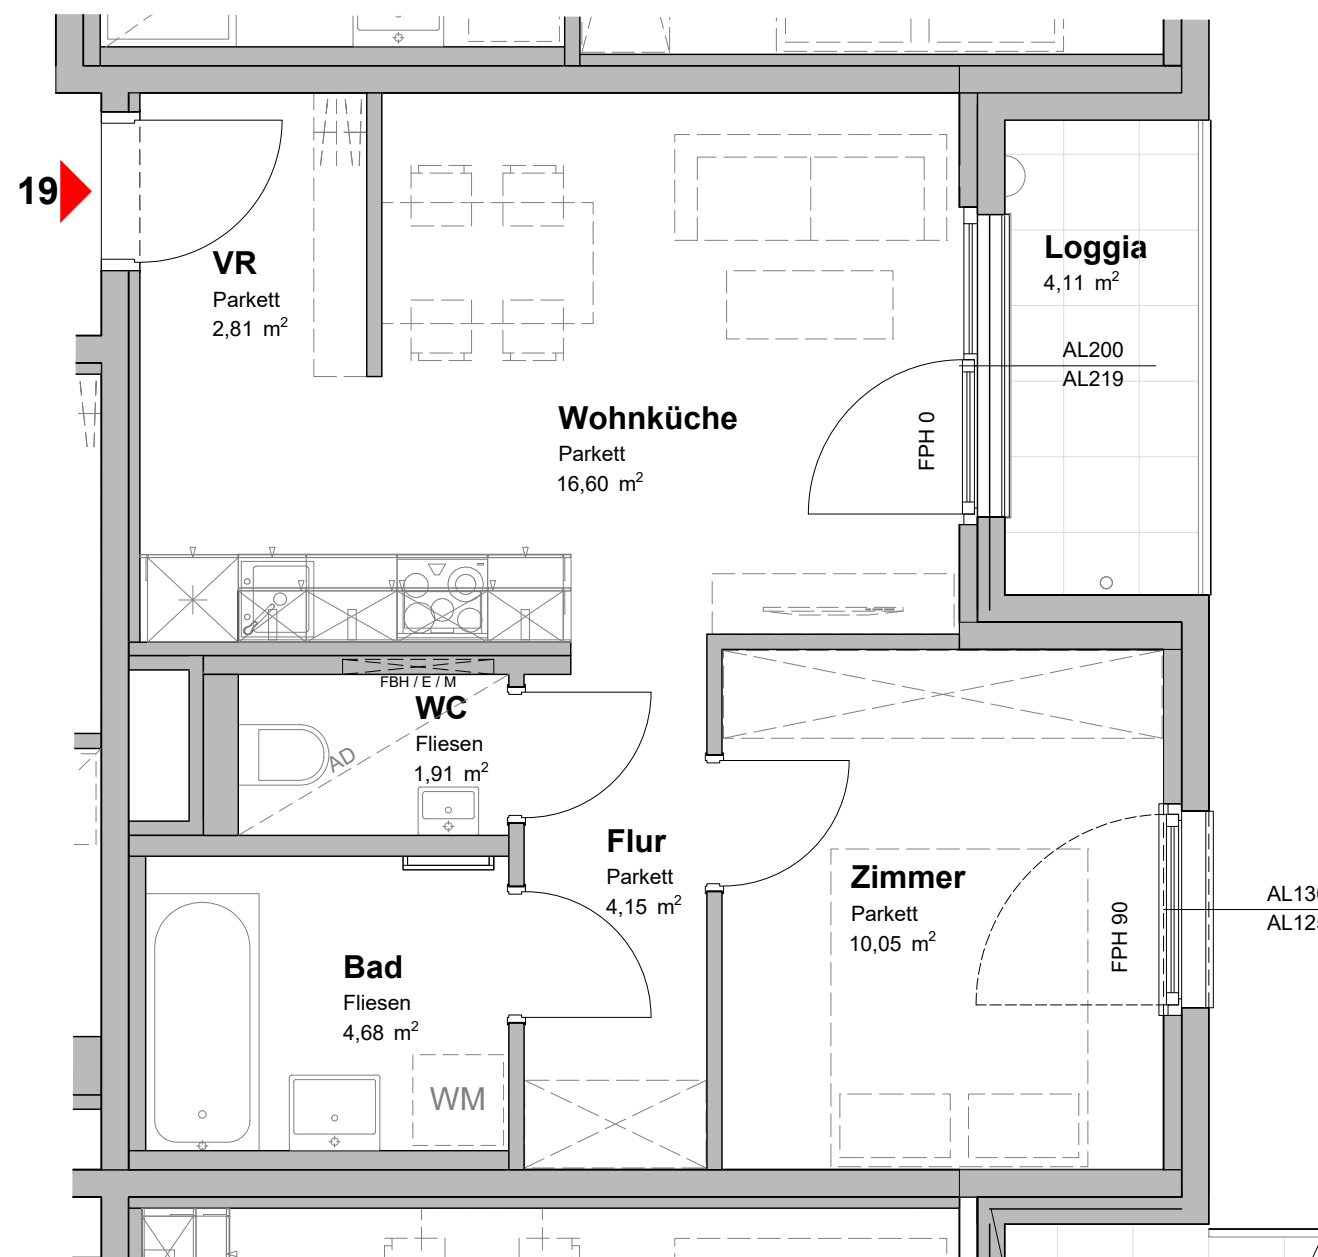 19
VR
Parkett
2,81 m²
Loggia
4,11 m²
AL200
AL219
Wohnküche
Parkett
16,60 m²
FPH 0
FBH / E / M
WC
Fliesen
1,91 m²
AD
Flur
Parkett
4,15 m²
Zimmer
Parkett
10,05 m²
FPH 90
Bad
Fliesen
4,68 m²
WM